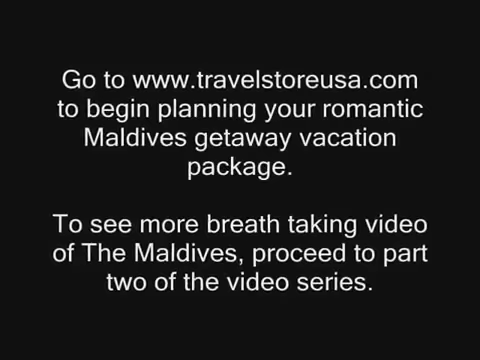 Go to www.travelstoreusa.com
to begin planning your romantic
Maldives getaway vacation
package.
To see more breath taking video
of The Maldives, proceed to part
two of the video series.